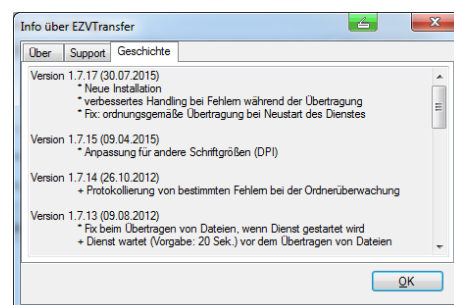 Info über EZVTransfer
Über Support Geschichte
Version 1.7.17 (30.07.2015)
* Neue Installation
* verbessertes Handling bei Fehlern während der Übertragung
* Fix: ordnungsgemäße Übertragung bei Neustart des Dienstes
Version 1.7.15 (09.04.2015)
* Anpassung für andere Schriftgrößen (DPI)
Version 1.7.14 (26.10.2012)
+ Protokollierung von bestimmten Fehlern bei der Ordnerüberwachung
Version 1.7.13 (09.08.2012)
* Fix beim Übertragen von Dateien, wenn Dienst gestartet wird
+ Dienst wartet (Vorgabe: 20 Sek.) vor dem Übertragen von Dateien
OK